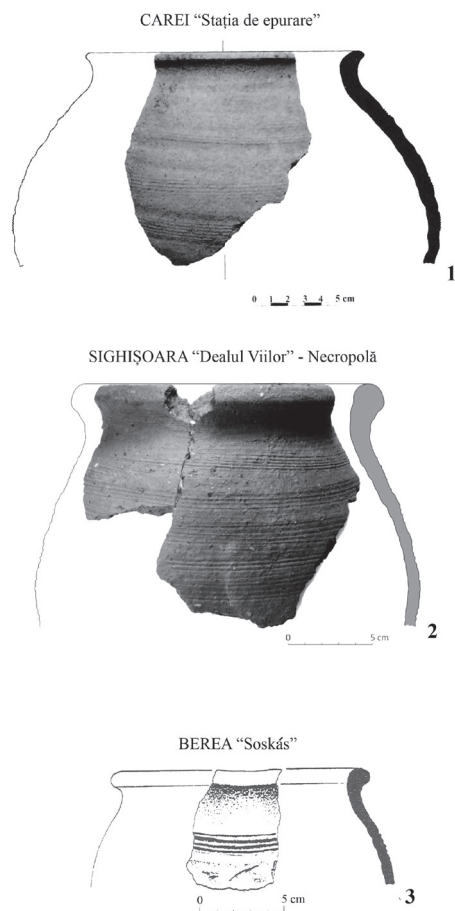 CAREI “Stația de epurare”
0 1 2 3 4 5 cm
1
SIGHIȘOARA “Dealul Viilor” - Necropolă
0 5 cm
2
BEREA “Soskás”
0 5 cm
3